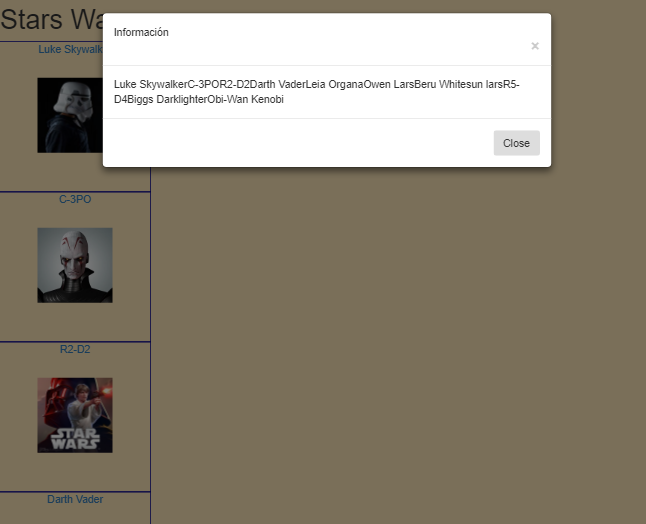 Stars Wa
Información
×
Luke SkywalkerC-3POR2-D2Darth VaderLeia OrganaOwen LarsBeru Whitesun larsR5-
D4Biggs DarklighterObi-Wan Kenobi
Close
Luke Skywalk
C-3PO
R2-D2
STAR
WARS
Darth Vader